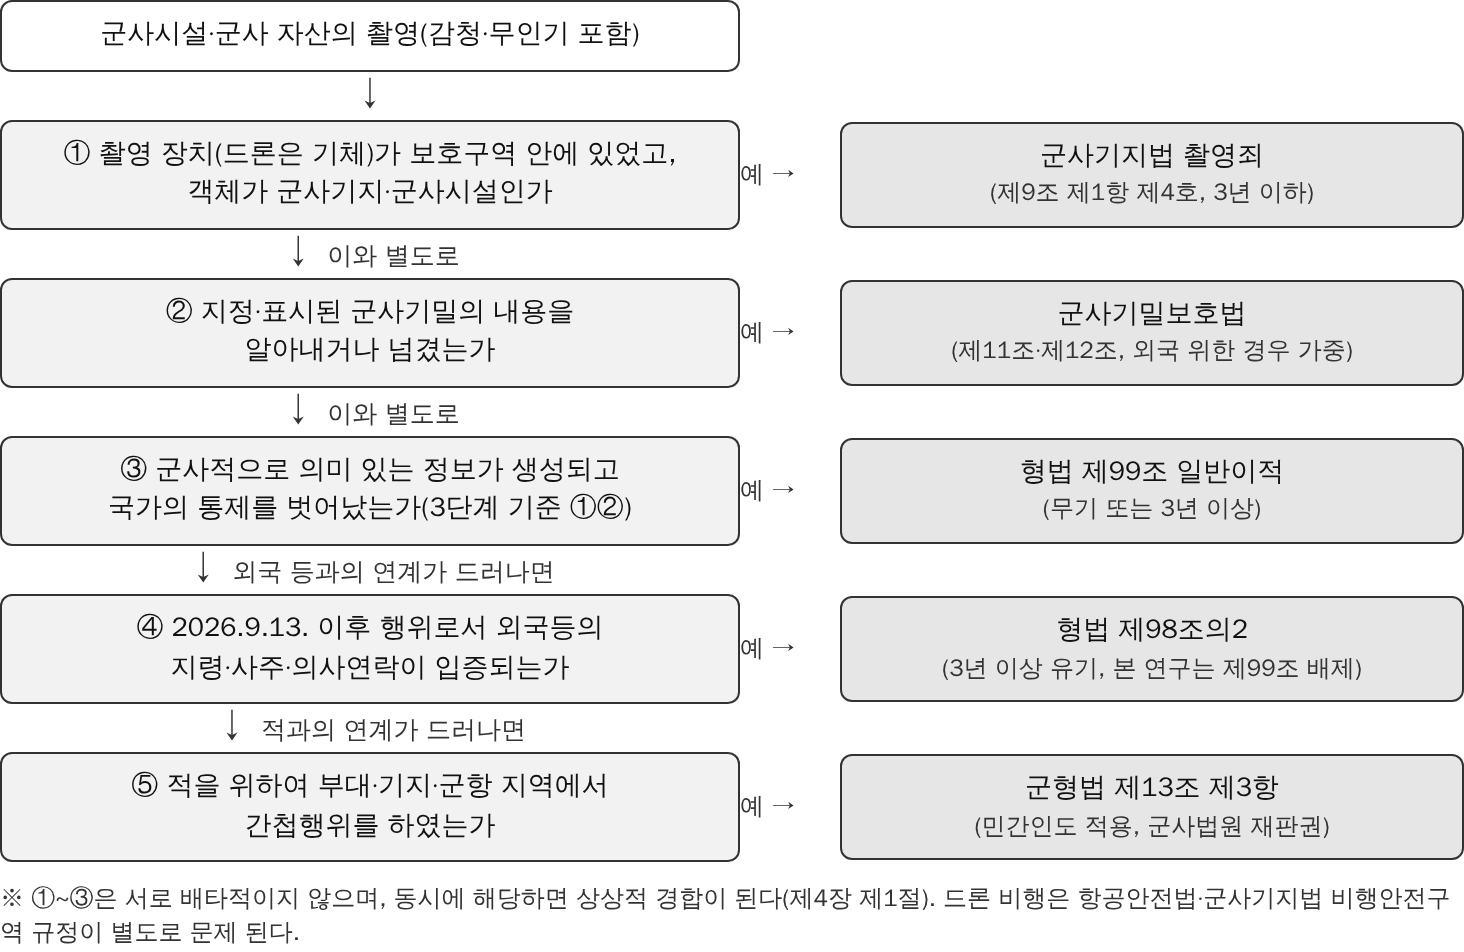 군사시설·군사 자산의 촬영(감청·무인기 포함)
↓
① 촬영 장치(드론은 기체)가 보호구역 안에 있었고,
객체가 군사기지·군사시설인가
예 →
군사기지법 촬영죄
(제9조 제1항 제4호, 3년 이하)
↓ 이와 별도로
② 지정·표시된 군사기밀의 내용을
알아내거나 넘겼는가
예 →
군사기밀보호법
(제11조·제12조, 외국 위한 경우 가중)
↓ 이와 별도로
③ 군사적으로 의미 있는 정보가 생성되고
국가의 통제를 벗어났는가(3단계 기준 ①②)
예 →
형법 제99조 일반이적
(무기 또는 3년 이상)
↓ 외국 등과의 연계가 드러나면
④ 2026.9.13. 이후 행위로서 외국등의
지령·사주·의사연락이 입증되는가
예 →
형법 제98조의2
(3년 이상 유기, 본 연구는 제99조 배제)
↓ 적과의 연계가 드러나면
⑤ 적을 위하여 부대·기지·군항 지역에서
간첩행위를 하였는가
예 →
군형법 제13조 제3항
(민간인도 적용, 군사법원 재판권)
※ ①~③은 서로 배타적이지 않으며, 동시에 해당하면 상상적 경합이 된다(제4장 제1절). 드론 비행은 항공안전법·군사기지법 비행안전구
역 규정이 별도로 문제 된다.